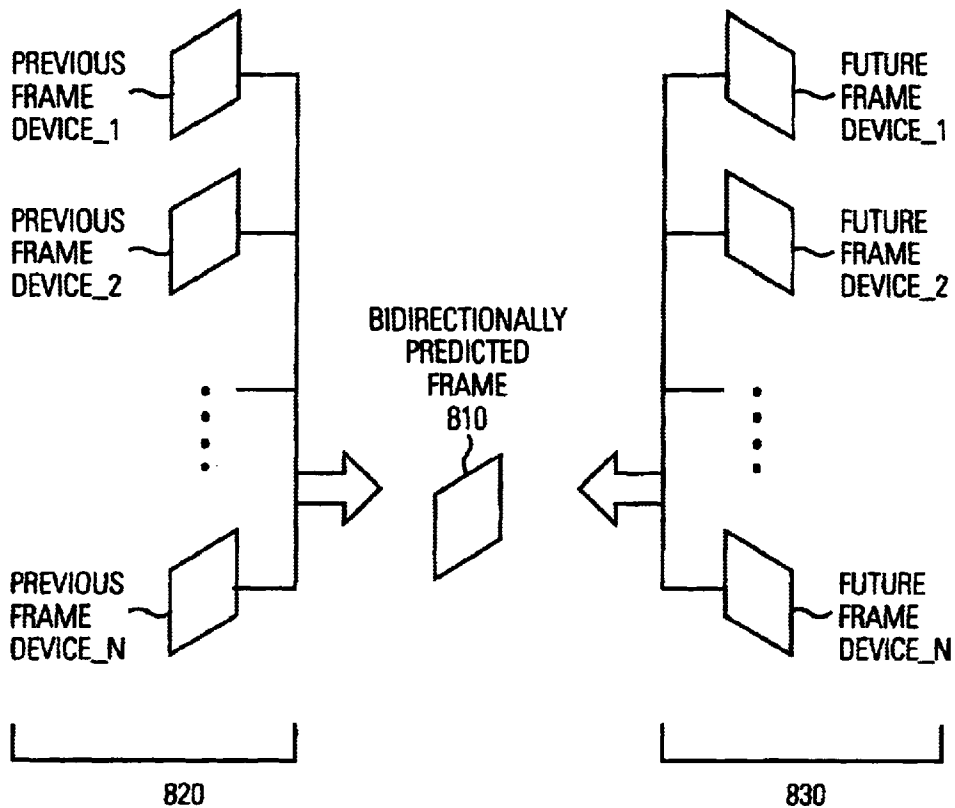 PREVIOUS
FRAME
DEVICE_1
PREVIOUS
FRAME
DEVICE_2
PREVIOUS
FRAME
DEVICE_N
820
BIDIRECTIONALLY
PREDICTED
FRAME
810
FUTURE
FRAME
DEVICE_1
FUTURE
FRAME
DEVICE_2
FUTURE
FRAME
DEVICE_N
830